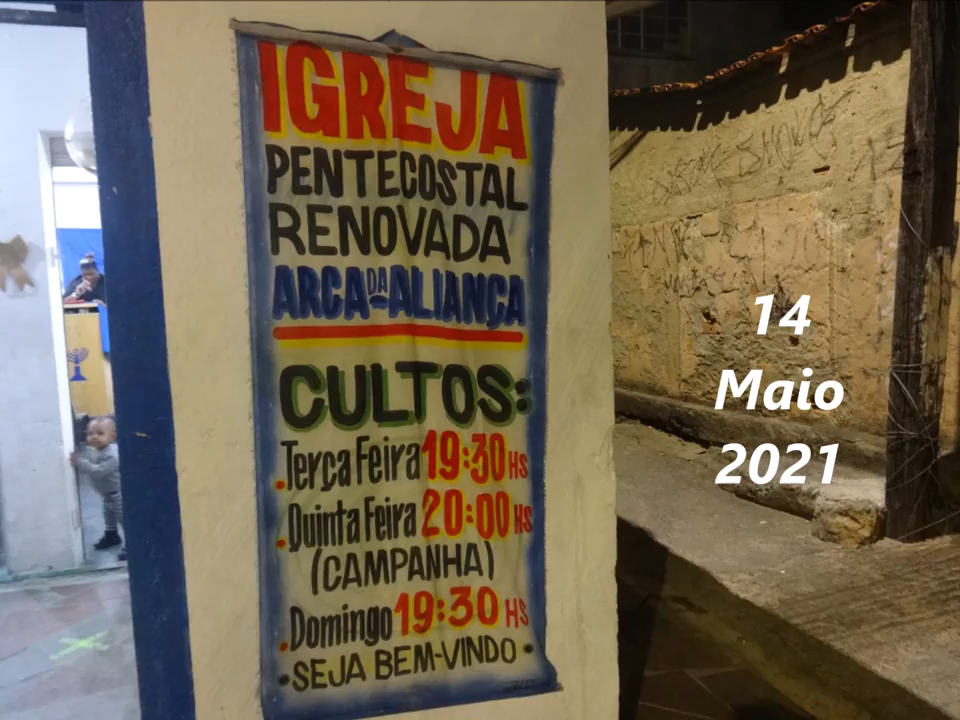 IGREJA
PENTECOSTAL
RENOVADA
ARCA DA ALIANÇA
CULTOS:
.Terça Feira 19:30 HS
.Quinta Feira 20:00 HS
(CAMPANHA)
.Domingo 19:30 HS
•SEJA BEM-VINDO•
14
Maio
2021